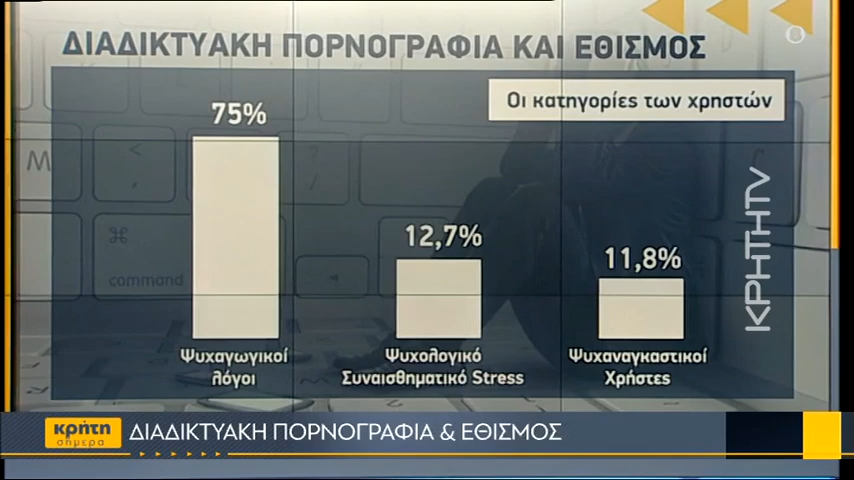 ΔΙΑΔΙΚΤΥΑΚΗ ΠΟΡΝΟΓΡΑΦΙΑ ΚΑΙ ΕΘΙΣΜΟΣ
Οι κατηγορίες των χρηστών
75%
12,7%
11,8%
Ψυχαγωγικοί
λόγοι
Ψυχολογικό
Συναισθηματικό Stress
Ψυχαναγκαστικοί
Χρήστες
M
<
,
?
/
⌘
command
ΚΡΗΤΗTV
κρήτη
σήμερα
ΔΙΑΔΙΚΤΥΑΚΗ ΠΟΡΝΟΓΡΑΦΙΑ & ΕΘΙΣΜΟΣ